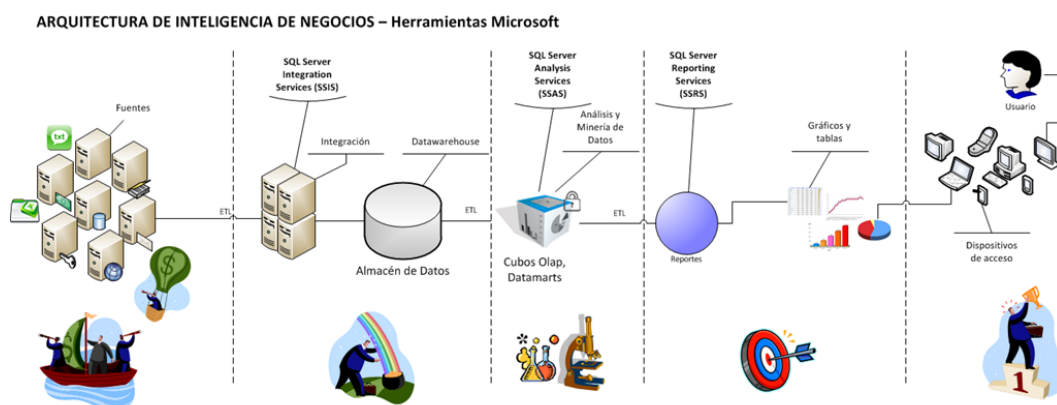 ARQUITECTURA DE INTELIGENCIA DE NEGOCIOS – Herramientas Microsoft
SQL Server
Integration
Services (SSIS)
SQL Server
Analysis
Services
(SSAS)
SQL Server
Reporting
Services
(SSRS)
Usuario
Fuentes
txt
Integración
Datawarehouse
Análisis y
Minería de
Datos
Gráficos y
tablas
ETL
ETL
ETL
Almacén de Datos
Cubos Olap,
Datamarts
Reportes
Dispositivos
de acceso
$
1